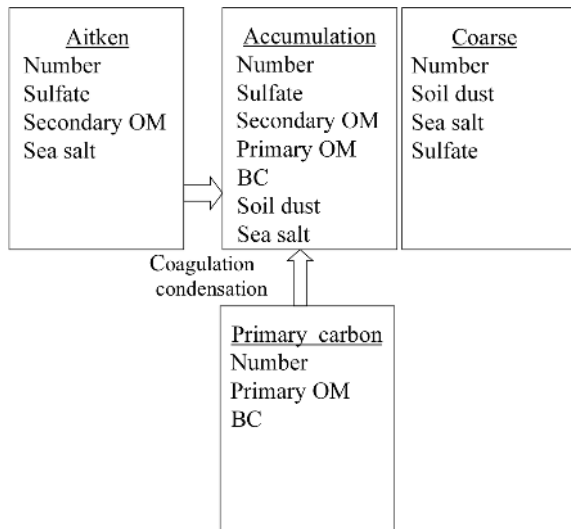 Aitken
Number
Sulfate
Secondary OM
Sea salt
Accumulation
Number
Sulfate
Secondary OM
Primary OM
BC
Soil dust
Sea salt
Coarse
Number
Soil dust
Sea salt
Sulfate
Coagulation
condensation
Primary carbon
Number
Primary OM
BC